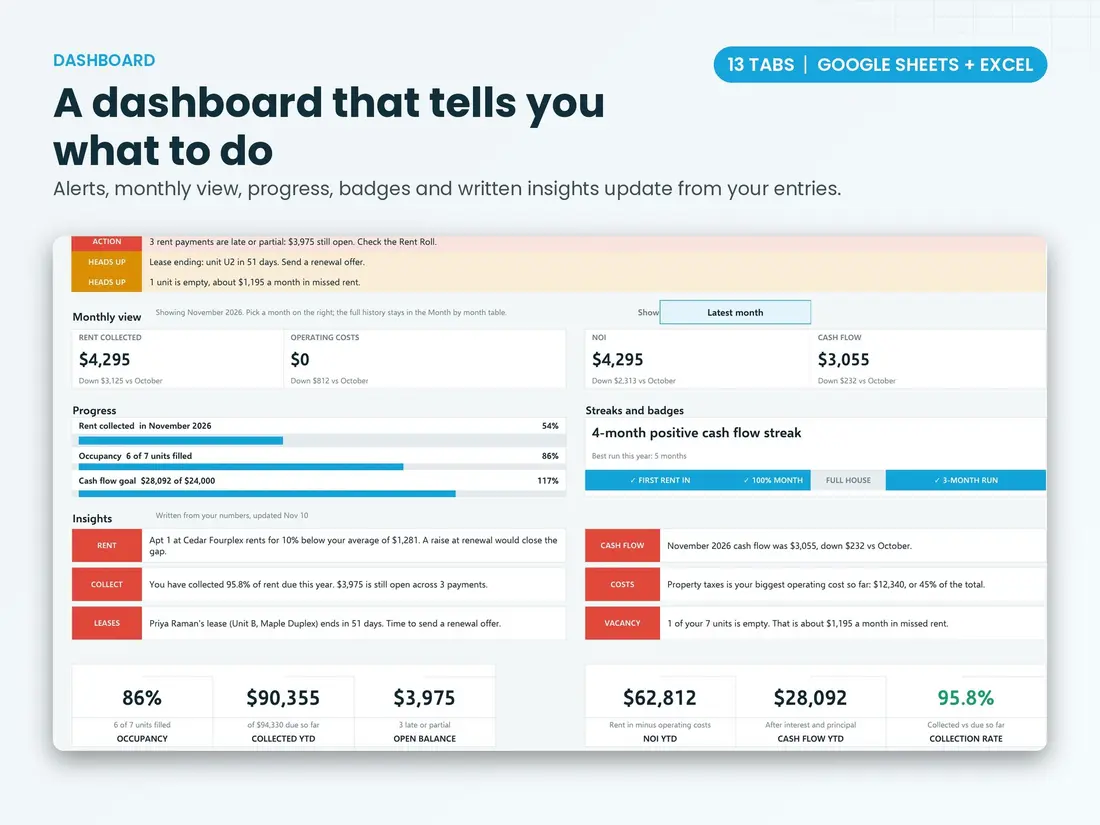 DASHBOARD
13 TABS | GOOGLE SHEETS + EXCEL
A dashboard that tells you
what to do
Alerts, monthly view, progress, badges and written insights update from your entries.
ACTION 3 rent payments are late or partial: $3,975 still open. Check the Rent Roll.
HEADS UP Lease ending: unit U2 in 51 days. Send a renewal offer.
HEADS UP 1 unit is empty, about $1,195 a month in missed rent.
Monthly view Showing November 2026. Pick a month on the right; the full history stays in the Month by month table. Show Latest month
RENT COLLECTED OPERATING COSTS NOI CASH FLOW
$4,295 $0 $4,295 $3,055
Down $3,125 vs October Down $812 vs October Down $2,313 vs October Down $232 vs October
Progress
Rent collected in November 2026 54%
Occupancy 6 of 7 units filled 86%
Cash flow goal $28,092 of $24,000 117%
Streaks and badges
4-month positive cash flow streak
Best run this year: 5 months
✓ FIRST RENT IN ✓ 100% MONTH FULL HOUSE ✓ 3-MONTH RUN
Insights Written from your numbers, updated Nov 10
RENT Apt 1 at Cedar Fourplex rents for 10% below your average of $1,281. A raise at renewal would close the
gap.
CASH FLOW November 2026 cash flow was $3,055, down $232 vs October.
COLLECT You have collected 95.8% of rent due this year. $3,975 is still open across 3 payments.
COSTS Property taxes is your biggest operating cost so far: $12,340, or 45% of the total.
LEASES Priya Raman's lease (Unit B, Maple Duplex) ends in 51 days. Time to send a renewal offer.
VACANCY 1 of your 7 units is empty. That is about $1,195 a month in missed rent.
86% $90,355 $3,975 $62,812 $28,092 95.8%
6 of 7 units filled of $94,330 due so far 3 late or partial Rent in minus operating costs After interest and principal Collected vs due so far
OCCUPANCY COLLECTED YTD OPEN BALANCE NOI YTD CASH FLOW YTD COLLECTION RATE